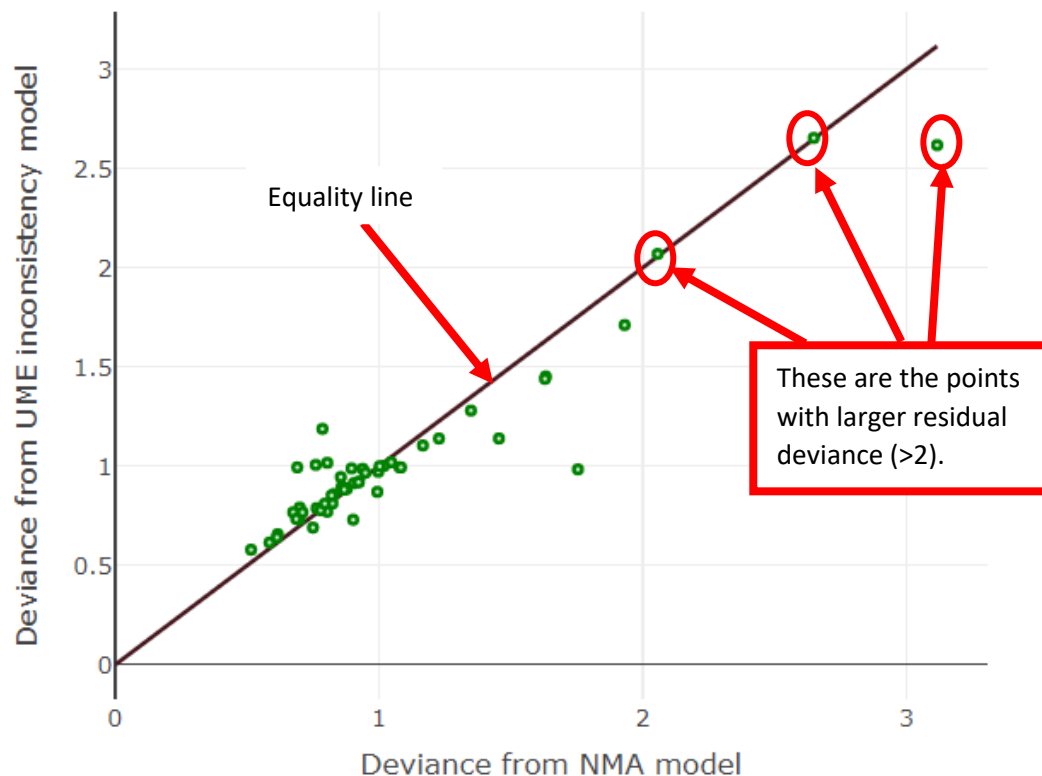 Deviance from UME inconsistency model
3
2.5
2
1.5
1
0.5
0
Equality line
These are the points
with larger residual
deviance (>2).
0
1
2
3
Deviance from NMA model